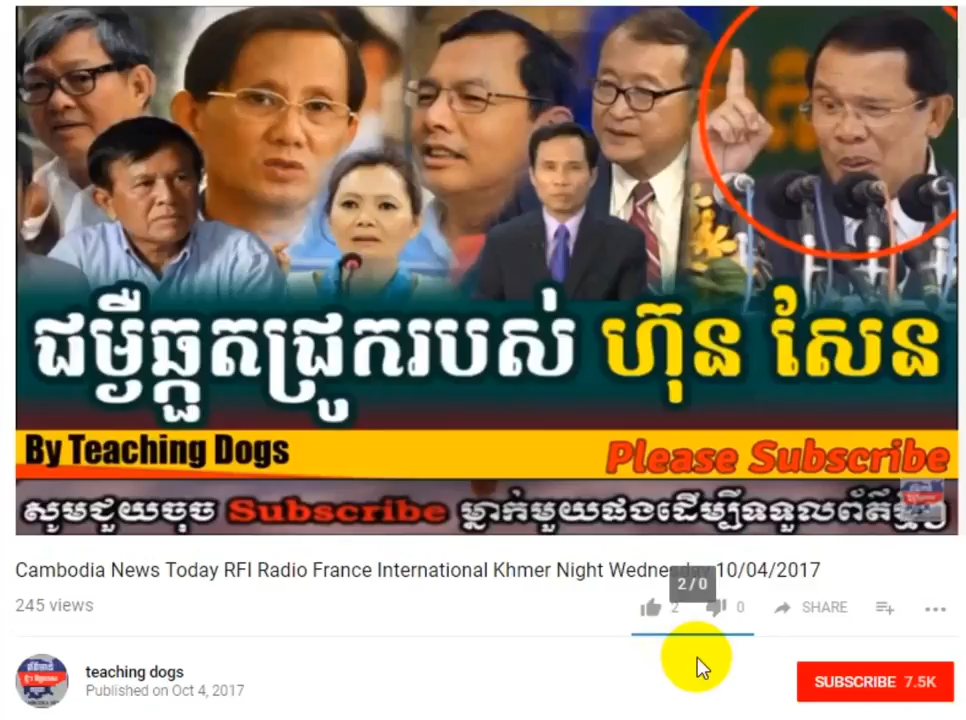 ជម្ងឺឆ្កួតជ្រូករបស់ ហ៊ុន សែន
By Teaching Dogs
Please Subscribe
សូមជួយចុច Subscribe ម្នាក់មួយផងដើម្បីទទួលព័ត៌
Cambodia News Today RFI Radio France International Khmer Night Wednesday 10/04/2017
2/0
245 views
2 0 SHARE
teaching dogs
Published on Oct 4, 2017
SUBSCRIBE 7.5K